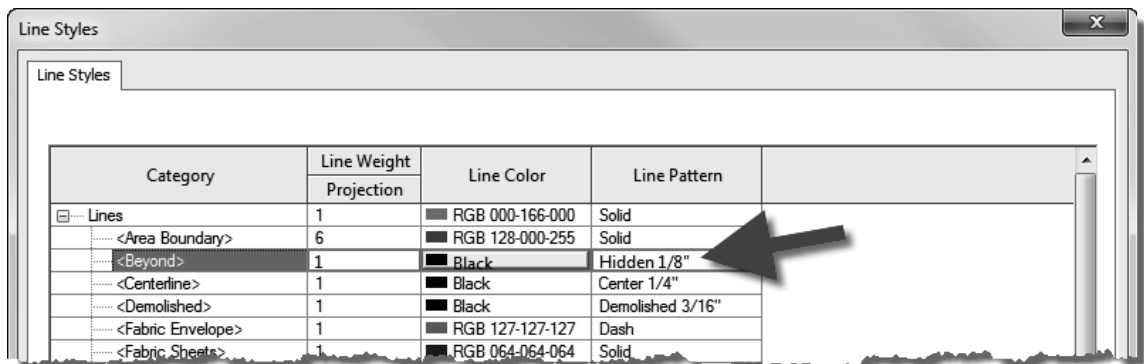 Line Styles
X
Line Styles
Category Line Weight Line Color Line Pattern
Projection
Lines 1 RGB 000-166-000 Solid
<Area Boundary> 6 RGB 128-000-255 Solid
<Beyond> 1 Black Hidden 1/8"
<Centerline> 1 Black Center 1/4"
<Demolished> 1 Black Demolished 3/16"
<Fabric Envelope> 1 RGB 127-127-127 Dash
<Fabric Sheets> 1 RGB 064-064-064 Solid